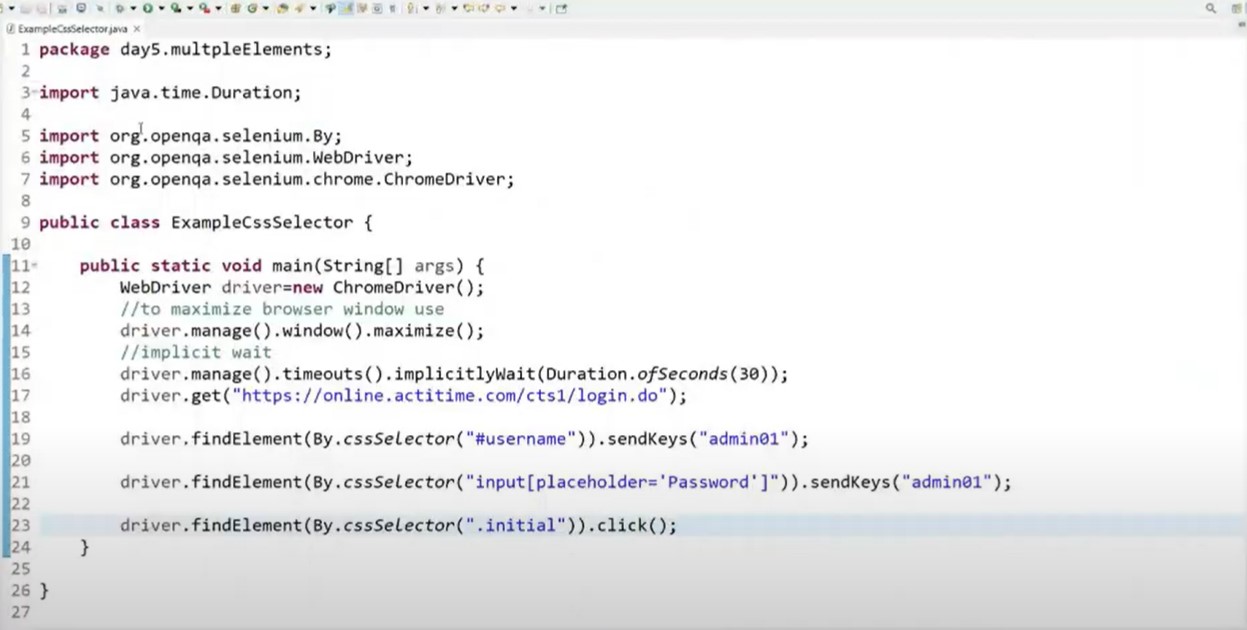 ExampleCssSelector.java
1 package day5.multpleElements;
2
3 import java.time.Duration;
4
5 import org.openqa.selenium.By;
6 import org.openqa.selenium.WebDriver;
7 import org.openqa.selenium.chrome.ChromeDriver;
8
9 public class ExampleCssSelector {
10
11 public static void main(String[] args) {
12 WebDriver driver=new ChromeDriver();
13 //to maximize browser window use
14 driver.manage().window().maximize();
15 //implicit wait
16 driver.manage().timeouts().implicitlyWait(Duration.ofSeconds(30));
17 driver.get("https://online.actitime.com/cts1/login.do");
18
19 driver.findElement(By.cssSelector("#username")).sendKeys("admin01");
20
21 driver.findElement(By.cssSelector("input[placeholder='Password']")).sendKeys("admin01");
22
23 driver.findElement(By.cssSelector(".initial")).click();
24 }
25
26 }
27